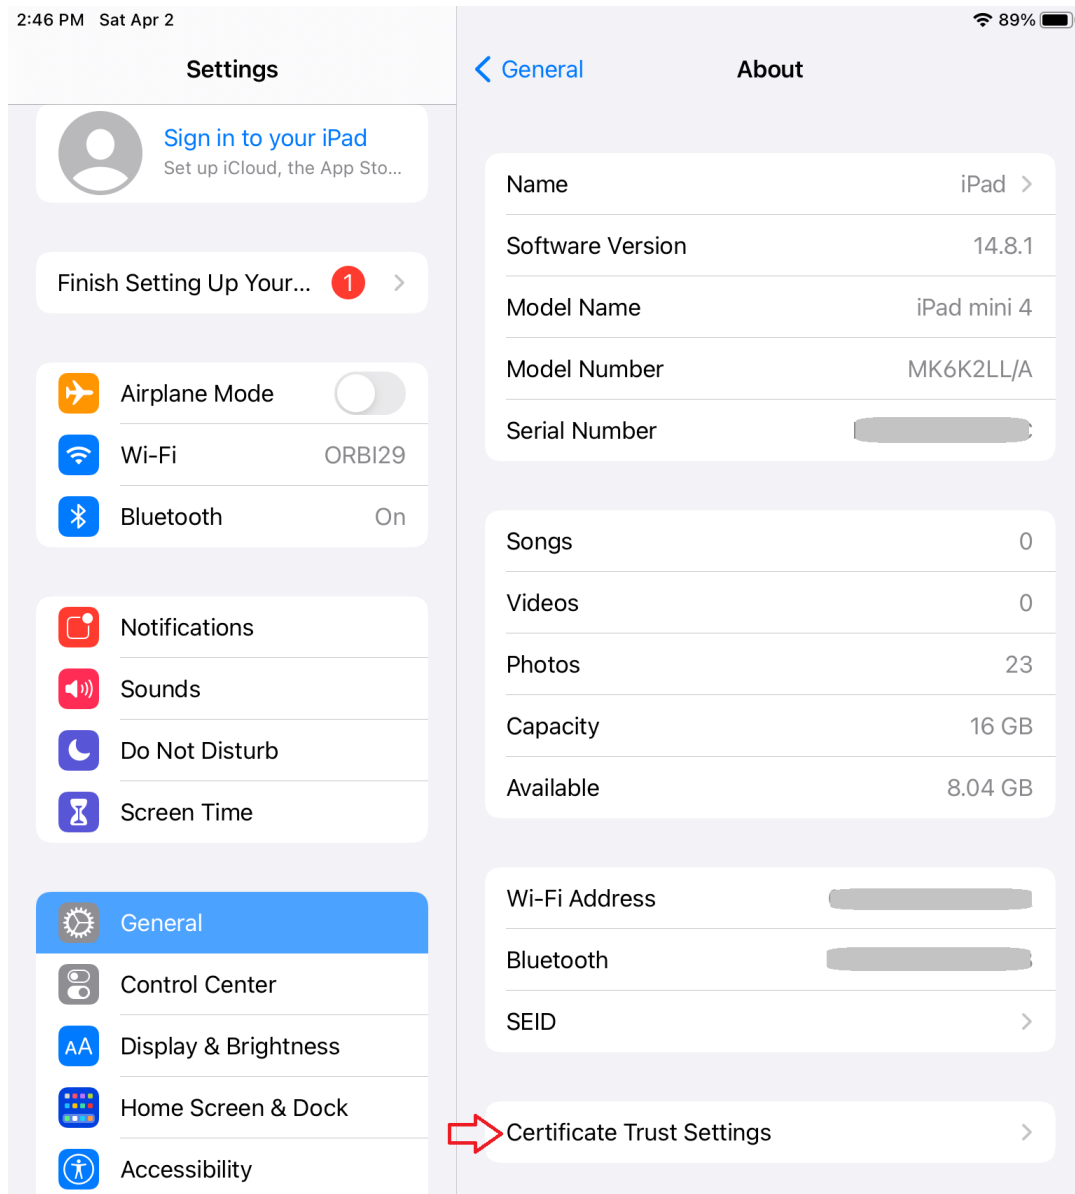 2:46 PM Sat Apr 2
89%
Settings
Sign in to your iPad
Set up iCloud, the App Sto...
Finish Setting Up Your...
1
Airplane Mode
Wi-Fi
ORBI29
Bluetooth
On
Notifications
Sounds
Do Not Disturb
Screen Time
General
Control Center
AA
Display & Brightness
Home Screen & Dock
Accessibility
General
About
Name
iPad
Software Version
14.8.1
Model Name
iPad mini 4
Model Number
MK6K2LL/A
Serial Number
Songs
0
Videos
0
Photos
23
Capacity
16 GB
Available
8.04 GB
Wi-Fi Address
Bluetooth
SEID
Certificate Trust Settings